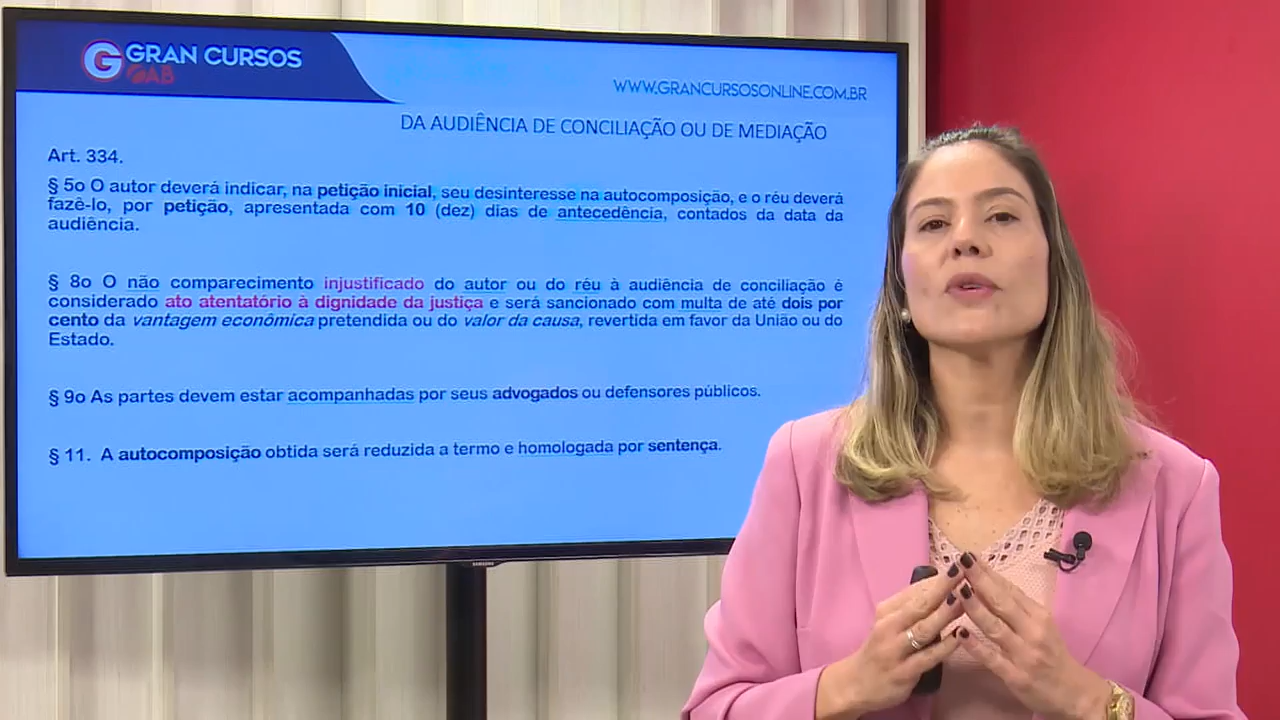 GRAN CURSOS
OAB
WWW.GRANCURSOSONLINE.COM.BR
DA AUDIÊNCIA DE CONCILIAÇÃO OU DE MEDIAÇÃO
Art. 334.
§ 5o O autor deverá indicar, na petição inicial, seu desinteresse na autocomposição, e o réu deverá
fazê-lo, por petição, apresentada com 10 (dez) dias de antecedência, contados da data da
audiência.
§ 8o O não comparecimento injustificado do autor ou do réu à audiência de conciliação é
considerado ato atentatório à dignidade da justiça e será sancionado com multa de até dois por
cento da vantagem econômica pretendida ou do valor da causa, revertida em favor da União ou do
Estado.
§ 9o As partes devem estar acompanhadas por seus advogados ou defensores públicos.
§ 11. A autocomposição obtida será reduzida a termo e homologada por sentença.
SAMSUNG